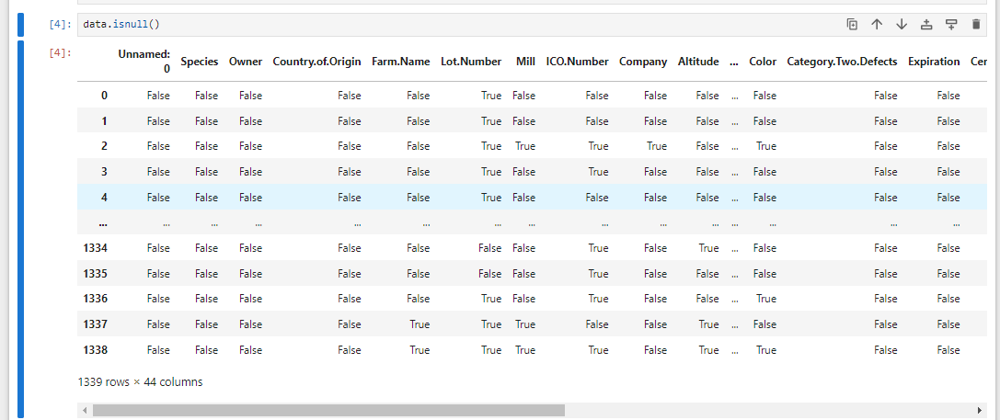 [4]: data.isnull()
[4]: Unnamed: 0 Species Owner Country.of.Origin Farm.Name Lot.Number Mill ICO.Number Company Altitude ... Color Category.Two.Defects Expiration Cer
0 False False False False False True False False False False ... False False False
1 False False False False False True False False False False ... False False False
2 False False False False False True True True True False ... True False False
3 False False False False False True False True False False ... False False False
4 False False False False False True False False False False ... False False False
... ... ... ... ... ... ... ... ... ... ... ... ... ... ...
1334 False False False False False False False True False True ... False False False
1335 False False False False False False False True False False ... False False False
1336 False False False False False True False True False False ... True False False
1337 False False False False True True True False False True ... False False False
1338 False False False False True True True True False True ... True False False
1339 rows × 44 columns